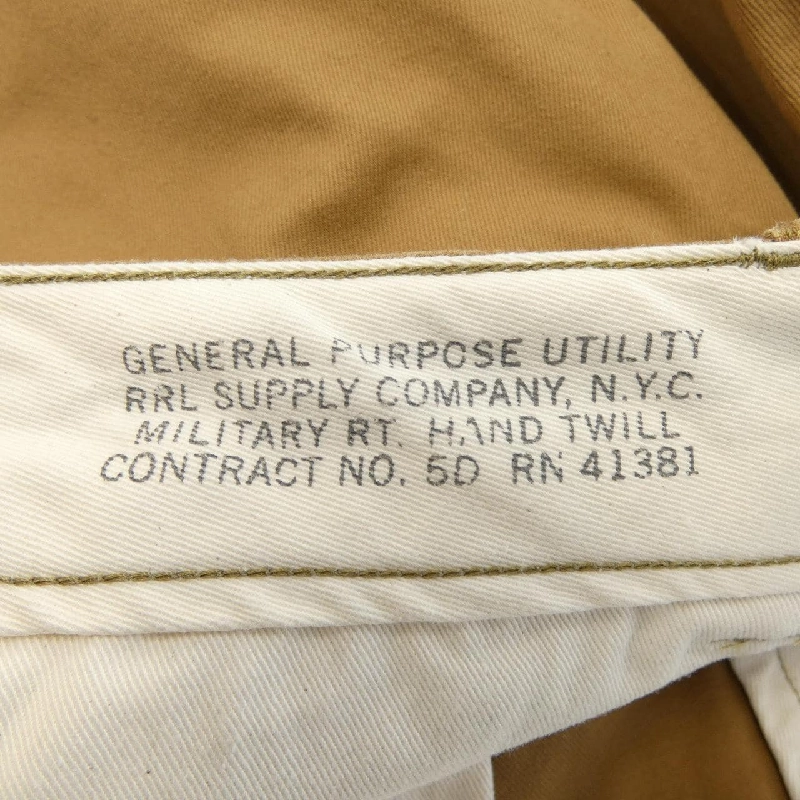 GENERAL PURPOSE UTILITY
RRL SUPPLY COMPANY, N.Y.C.
MILITARY RT. HAND TWILL
CONTRACT NO. 5D RN 41381